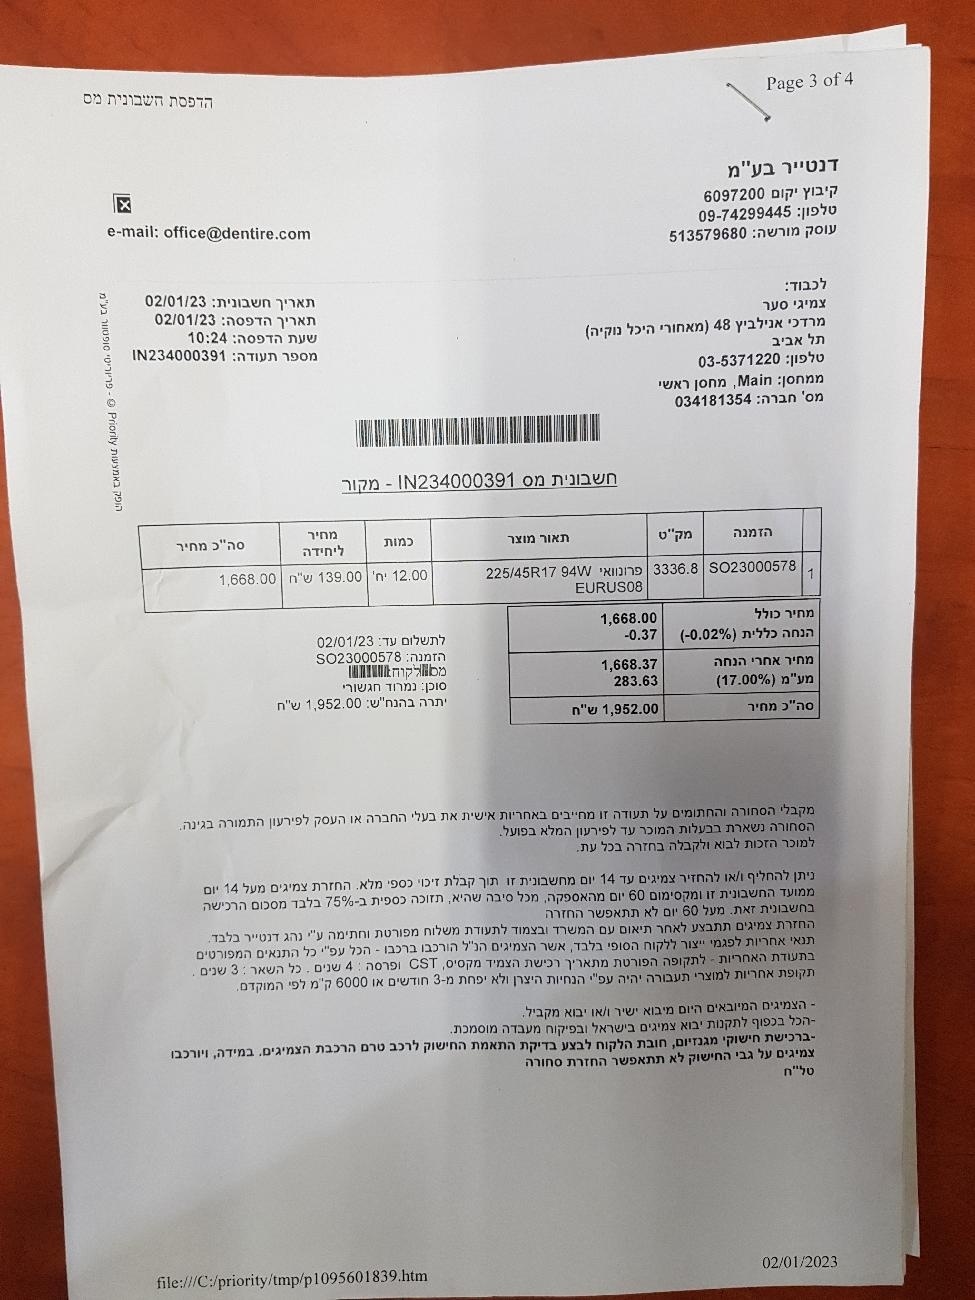 הדפסת חשבונית מס
Page 3 of 4
דנטייר בע"מ
קיבוץ יקום 6097200
טלפון: 09-74299445
עוסק מורשה: 513579680
e-mail: office@dentire.com
לכבוד:
צמיגי סער
מרדכי אנילביץ 48 (מאחורי היכל נוקיה)
תל אביב
טלפון: 03-5371220
ממחסן: Main, מחסן ראשי
מס' חברה: 034181354
תאריך חשבונית: 02/01/23
תאריך הדפסה: 02/01/23
שעת הדפסה: 10:24
מספר תעודה: IN234000391
הופק באמצעות Priority © - פריוריטי סופטוור בע"מ
חשבונית מס IN234000391 - מקור
הזמנה מק"ט תאור מוצר כמות מחיר ליחידה סה"כ מחיר
1 SO23000578 3336.8 פרונוואי 225/45R17 94W 12.00 יח' 139.00 ש"ח 1,668.00
EURUS08
מחיר כולל 1,668.00
הנחה כללית (-0.02%) -0.37
מחיר אחרי הנחה 1,668.37
מע"מ (17.00%) 283.63
סה"כ מחיר 1,952.00 ש"ח
לתשלום עד: 02/01/23
הזמנה: SO23000578
סוכן: נמרוד חגשורי
יתרה בהנח"ש: 1,952.00 ש"ח
מקבלי הסחורה והחתומים על תעודה זו מחייבים באחריות אישית את בעלי החברה או העסק לפירעון התמורה בגינה.
הסחורה נשארת בבעלות המוכר עד לפירעון המלא בפועל.
למוכר הזכות לבוא ולקבלה בחזרה בכל עת.
ניתן להחליף ו/או להחזיר צמיגים עד 14 יום מחשבונית זו תוך קבלת זיכוי כספי מלא. החזרת צמיגים מעל 14 יום
ממועד החשבונית זו ומקסימום 60 יום מהאספקה, מכל סיבה שהיא, תזוכה כספית ב-75% בלבד מסכום הרכישה
בחשבונית זאת. מעל 60 יום לא תתאפשר החזרה
החזרת צמיגים תתבצע לאחר תיאום עם המשרד ובצמוד לתעודת משלוח מפורטת וחתימה ע"י נהג דנטייר בלבד.
תנאי אחריות לפגמי ייצור ללקוח הסופי בלבד, אשר הצמיגים הנ"ל הורכבו ברכבו - הכל עפ"י כל התנאים המפורטים
בתעודת האחריות - לתקופה הפורטת מתאריך רכישת הצמיד מקסיס, CST ופרסה : 4 שנים . כל השאר : 3 שנים .
תקופת אחריות למוצרי תעבורה יהיה עפ"י הנחיות היצרן ולא יפחת מ-3 חודשים או 6000 ק"מ לפי המוקדם.
- הצמיגים המיובאים היום מיבוא ישיר ו/או יבוא מקביל.
-הכל בכפוף לתקנות יבוא צמיגים בישראל ובפיקוח מעבדה מוסמכת.
-ברכישת חישוקי מגנזיום, חובת הלקוח לבצע בדיקת התאמת החישוק לרכב טרם הרכבת הצמיגים. במידה, ויורכבו
צמיגים על גבי החישוק לא תתאפשר החזרת סחורה
טל"ח
file:///C:/priority/tmp/p1095601839.htm
02/01/2023